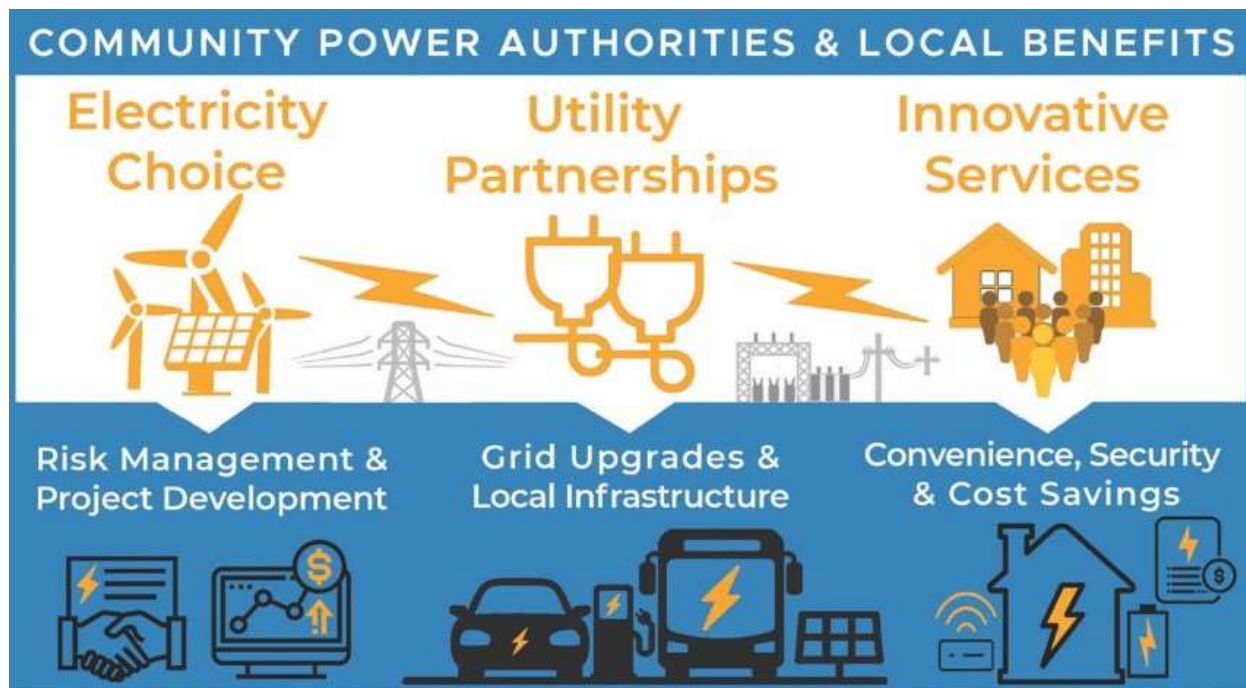 COMMUNITY POWER AUTHORITIES & LOCAL BENEFITS
Electricity
Choice
Utility
Partnerships
Innovative
Services
Risk Management &
Project Development
Grid Upgrades &
Local Infrastructure
Convenience, Security
& Cost Savings
$
$